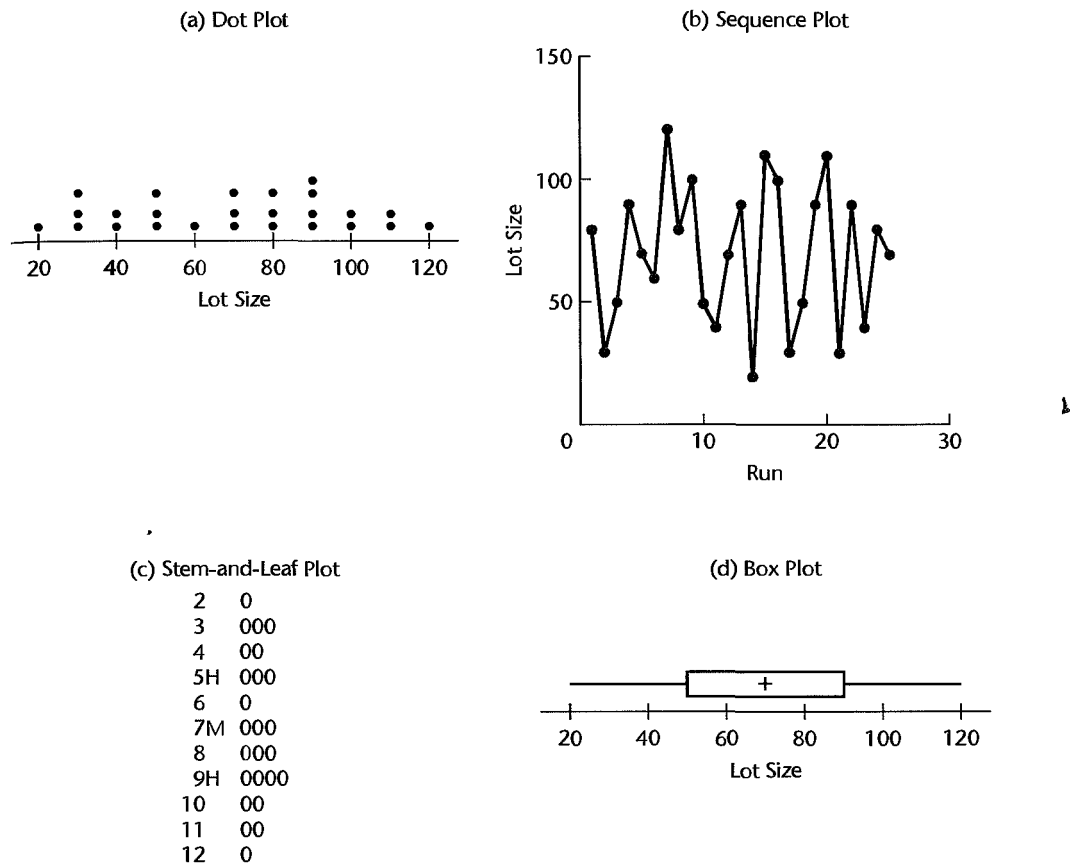 (a) Dot Plot
20 40 60 80 100 120
Lot Size
(b) Sequence Plot
150
100
50
0
10 20 30
Lot Size
Run
(c) Stem-and-Leaf Plot
2 0
3 000
4 00
5H 000
6 0
7M 000
8 000
9H 0000
10 00
11 00
12 0
(d) Box Plot
+
20 40 60 80 100 120
Lot Size